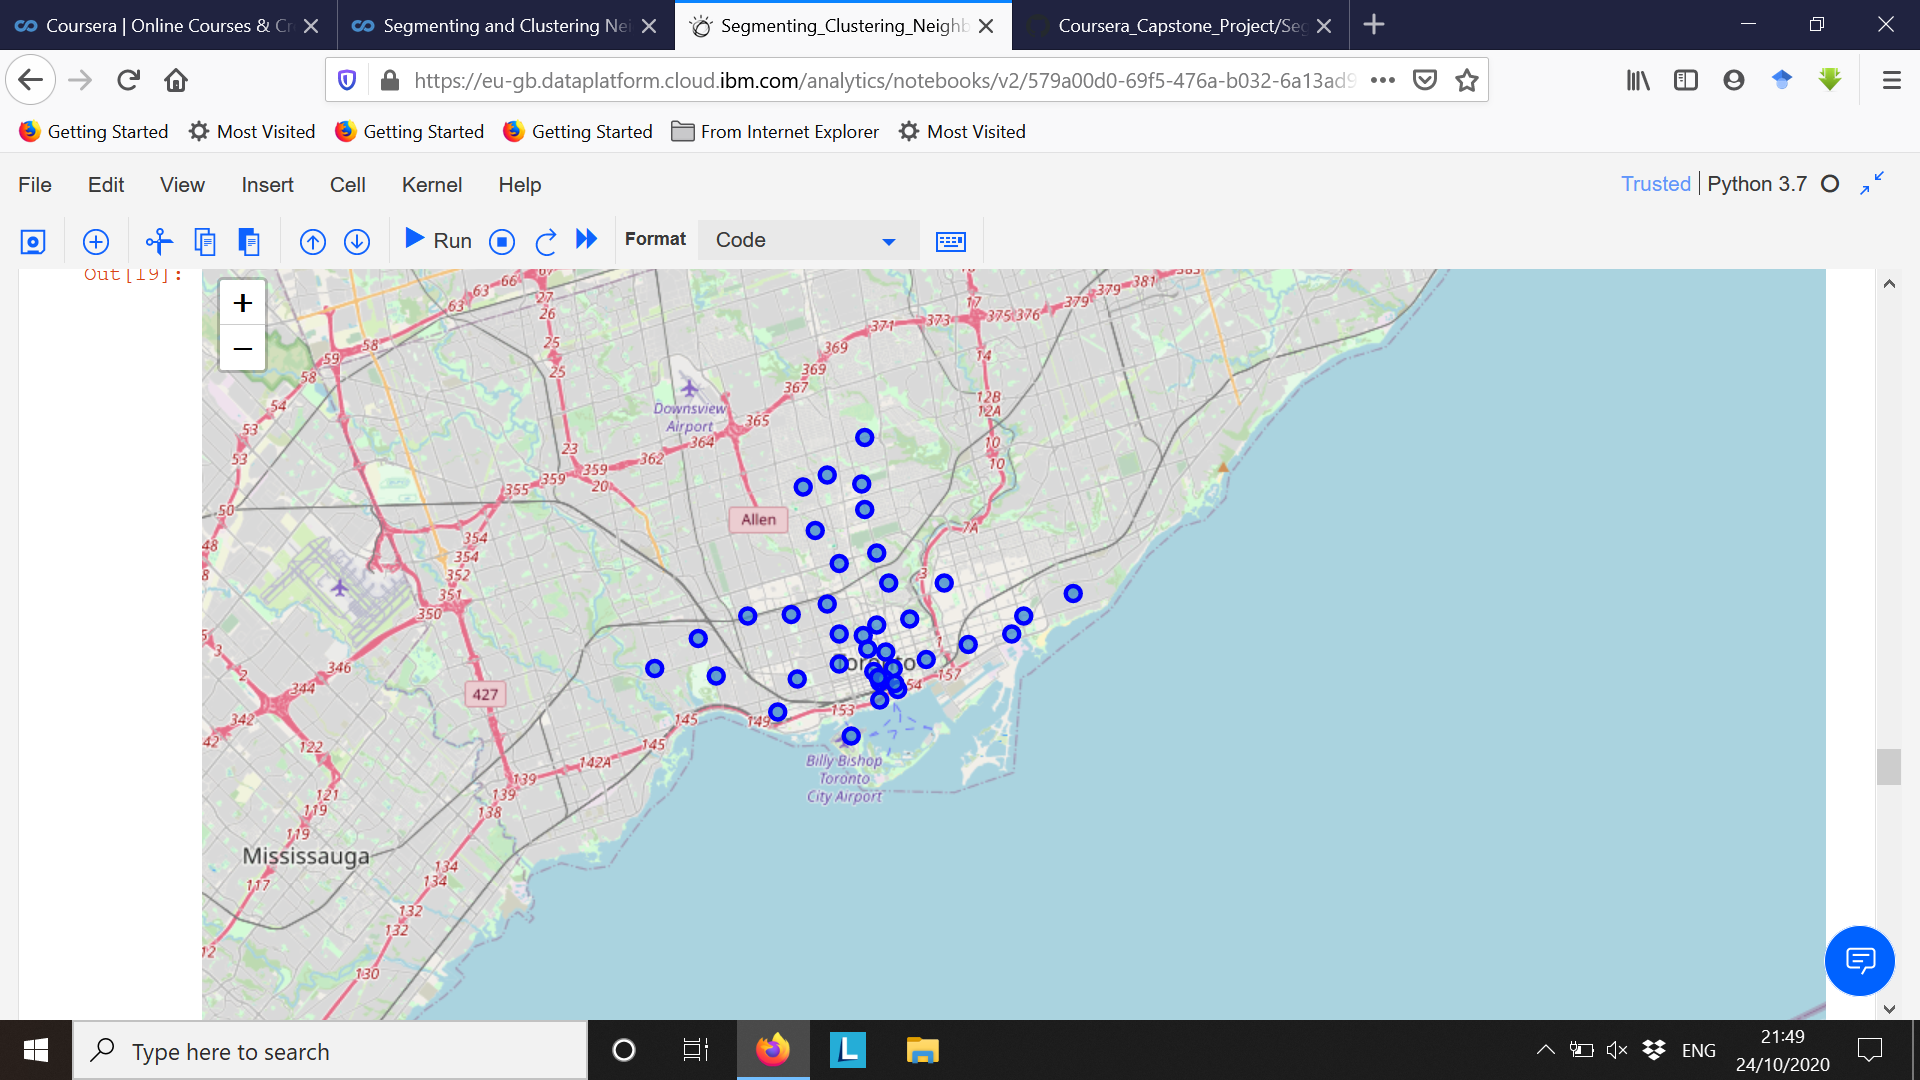 Coursera | Online Courses & Cr
Segmenting and Clustering Nei
Segmenting_Clustering_Neighb
Coursera_Capstone_Project/Seg
https://eu-gb.dataplatform.cloud.ibm.com/analytics/notebooks/v2/579a00d0-69f5-476a-b032-6a13ad9
Getting Started
Most Visited
Getting Started
Getting Started
From Internet Explorer
Most Visited
File Edit View Insert Cell Kernel Help
Trusted Python 3.7
Run
Format
Code
Out[19]:
+
−
63
66
67
27
26
25
25
58
59
58
54
53
53
50
48
8
17
383
381
379
379
375
376
373
371
369
369
367
365
364
362
359
359
355
354
354
352
351
350
23
20
14
12B
12A
10
10
7A
3
1
Downsview
Airport
Allen
346
344
342
42
5
2
122
121
119
119
117
12
427
Toronto
157
54
153
149
145
145
142A
139
139
138
134
134
132
132
130
Billy Bishop
Toronto
City Airport
Mississauga
Type here to search
L
ENG
21:49
24/10/2020